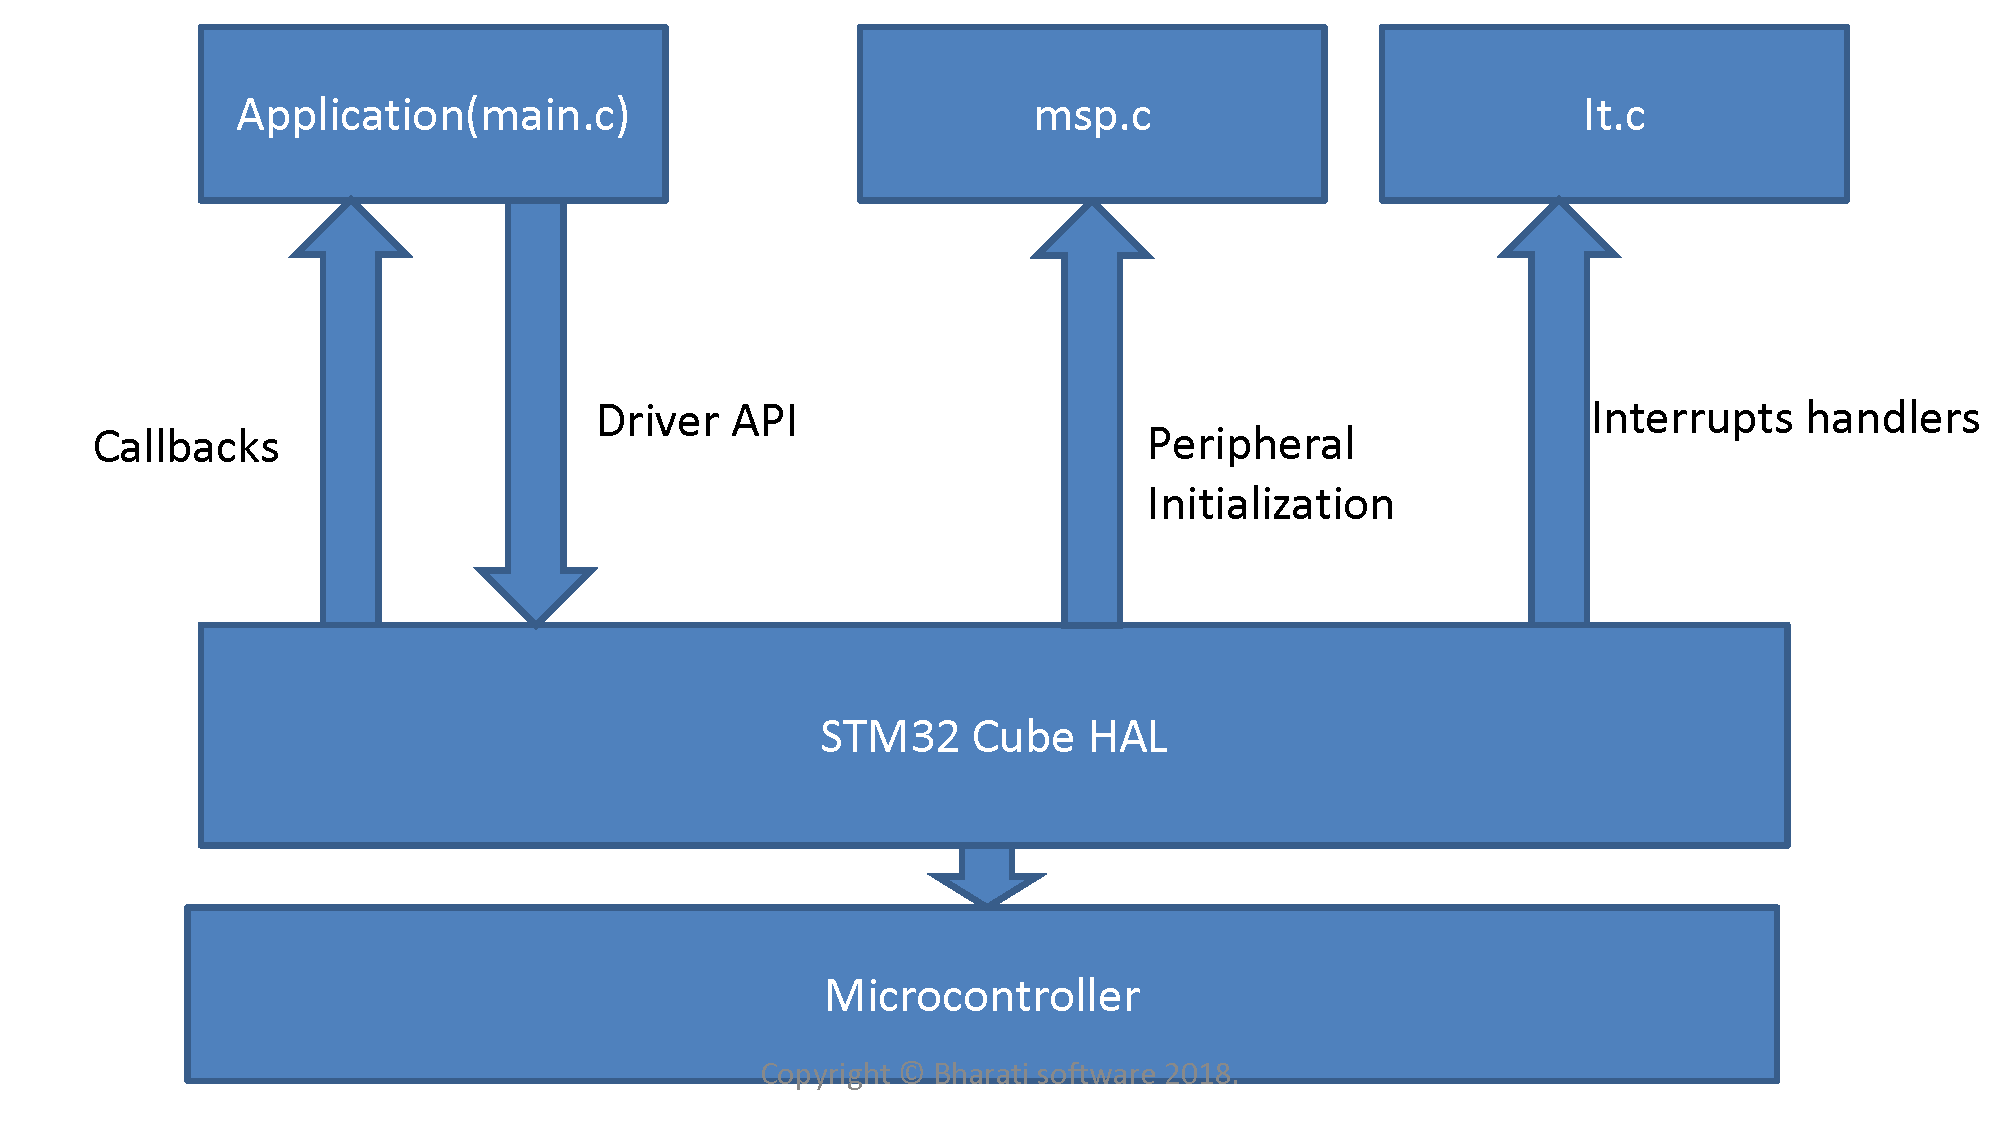 Application(main.c)
msp.c
It.c
Callbacks
Driver API
Peripheral
Initialization
Interrupts handlers
STM32 Cube HAL
Microcontroller
Copyright © Bharati software 2018.